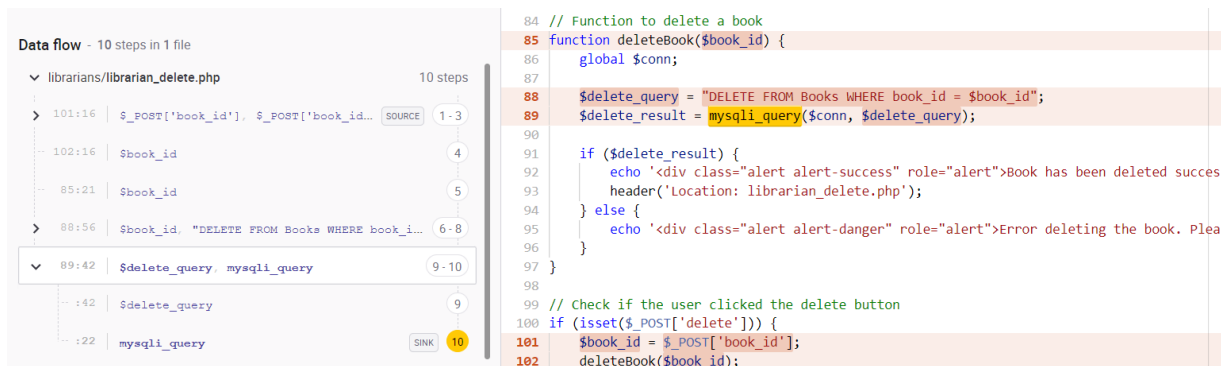 Data flow - 10 steps in 1 file
librarians/librarian_delete.php 10 steps
101:16 $_POST['book_id'], $_POST['book_id... SOURCE 1 - 3
102:16 $book_id 4
85:21 $book_id 5
88:56 $book_id, "DELETE FROM Books WHERE book_i... 6 - 8
89:42 $delete_query, mysqli_query 9 - 10
:42 $delete_query 9
:22 mysqli_query SINK 10
84 // Function to delete a book
85 function deleteBook($book_id) {
86 global $conn;
87
88 $delete_query = "DELETE FROM Books WHERE book_id = $book_id";
89 $delete_result = mysqli_query($conn, $delete_query);
90
91 if ($delete_result) {
92 echo '<div class="alert alert-success" role="alert">Book has been deleted succes
93 header('Location: librarian_delete.php');
94 } else {
95 echo '<div class="alert alert-danger" role="alert">Error deleting the book. Plea
96 }
97 }
98
99 // Check if the user clicked the delete button
100 if (isset($_POST['delete'])) {
101 $book_id = $_POST['book_id'];
102 deleteBook($book_id);